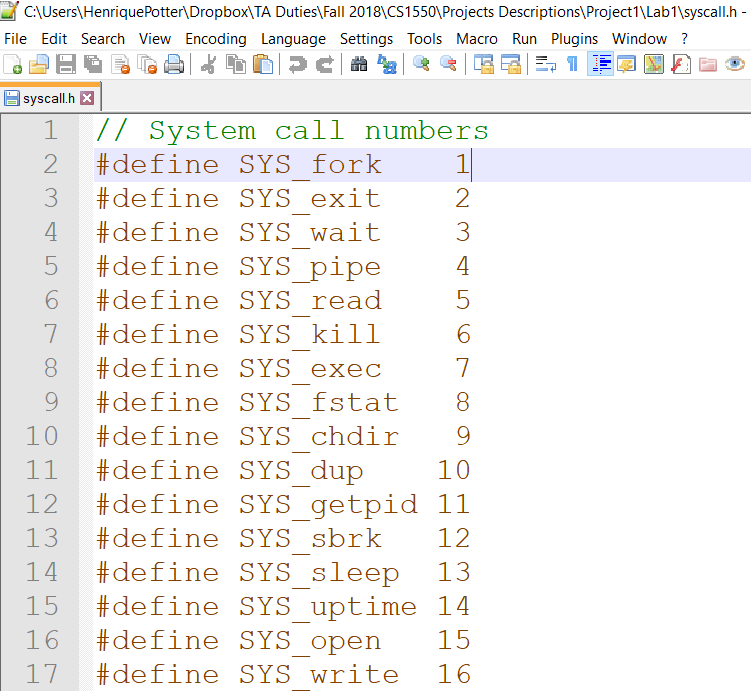 C:\Users\HenriquePotter\Dropbox\TA Duties\Fall 2018\CS1550\Projects Descriptions\Project1\Lab1\syscall.h -
File Edit Search View Encoding Language Settings Tools Macro Run Plugins Window ?
syscall.h
1 // System call numbers
2 #define SYS_fork 1
3 #define SYS_exit 2
4 #define SYS_wait 3
5 #define SYS_pipe 4
6 #define SYS_read 5
7 #define SYS_kill 6
8 #define SYS_exec 7
9 #define SYS_fstat 8
10 #define SYS_chdir 9
11 #define SYS_dup 10
12 #define SYS_getpid 11
13 #define SYS_sbrk 12
14 #define SYS_sleep 13
15 #define SYS_uptime 14
16 #define SYS_open 15
17 #define SYS_write 16